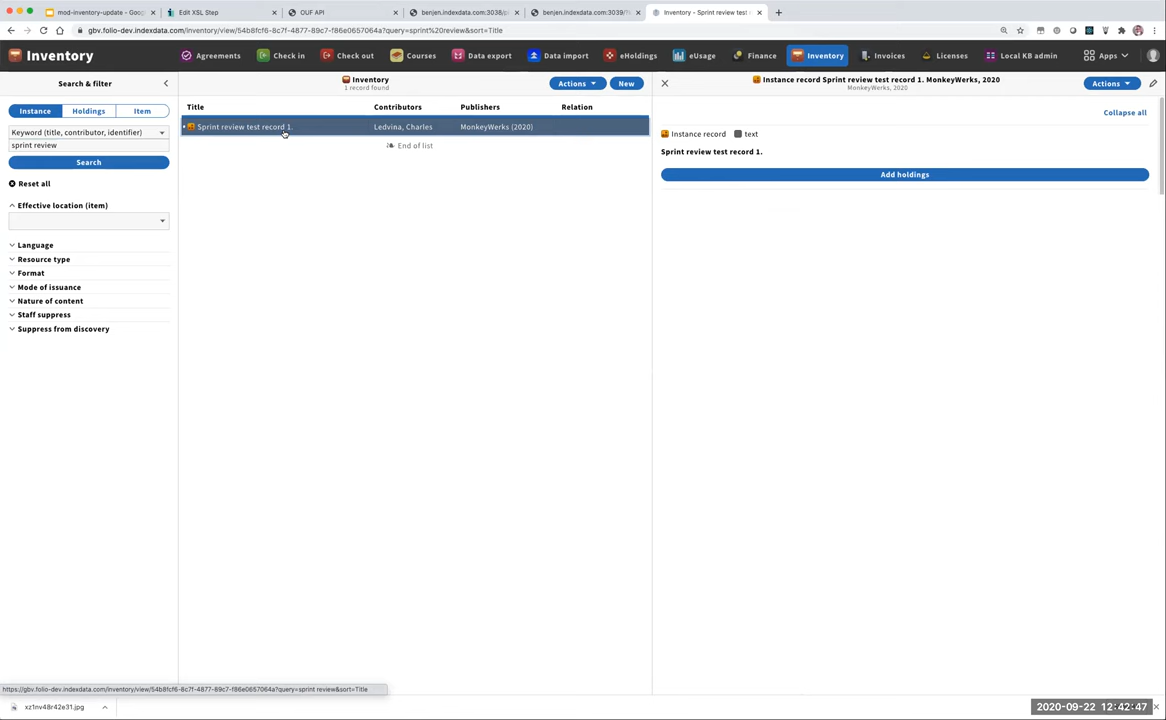 mod-inventory-update - Goog
Edit XSL Step
OUF API
benjen.indexdata.com:3038/
benjen.indexdata.com:3039/
Inventory - Sprint review test
gbv.folio-dev.indexdata.com/inventory/view/54b8fcf6-8c7f-4877-89c7-f86e0657064a?query=sprint%20review&sort=Title
Inventory
Agreements
Check in
Check out
Courses
Data export
Data import
eHoldings
eUsage
Finance
Inventory
Invoices
Licenses
Local KB admin
Apps
Search & filter
Instance
Holdings
Item
Keyword (title, contributor, identifier)
sprint review
Search
Reset all
Effective location (item)
Language
Resource type
Format
Mode of issuance
Nature of content
Staff suppress
Suppress from discovery
Inventory
1 record found
Actions
New
Title Contributors Publishers Relation
Sprint review test record 1. Ledvina, Charles MonkeyWerks (2020)
End of list
Instance record Sprint review test record 1. MonkeyWerks, 2020
MonkeyWerks, 2020
Actions
Collapse all
Instance record text
Sprint review test record 1.
Add holdings
https://gbv.folio-dev.indexdata.com/inventory/view/54b8fcf6-8c7f-4877-89c7-f86e0657064a?query=sprint review&sort=Title
xz1nv48r42e31.jpg
2020-09-22 12:42:47